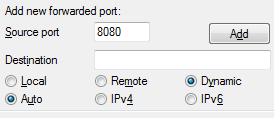 Add new forwarded port:
Source port 8080 Add
Destination
Local Remote Dynamic
Auto IPv4 IPv6